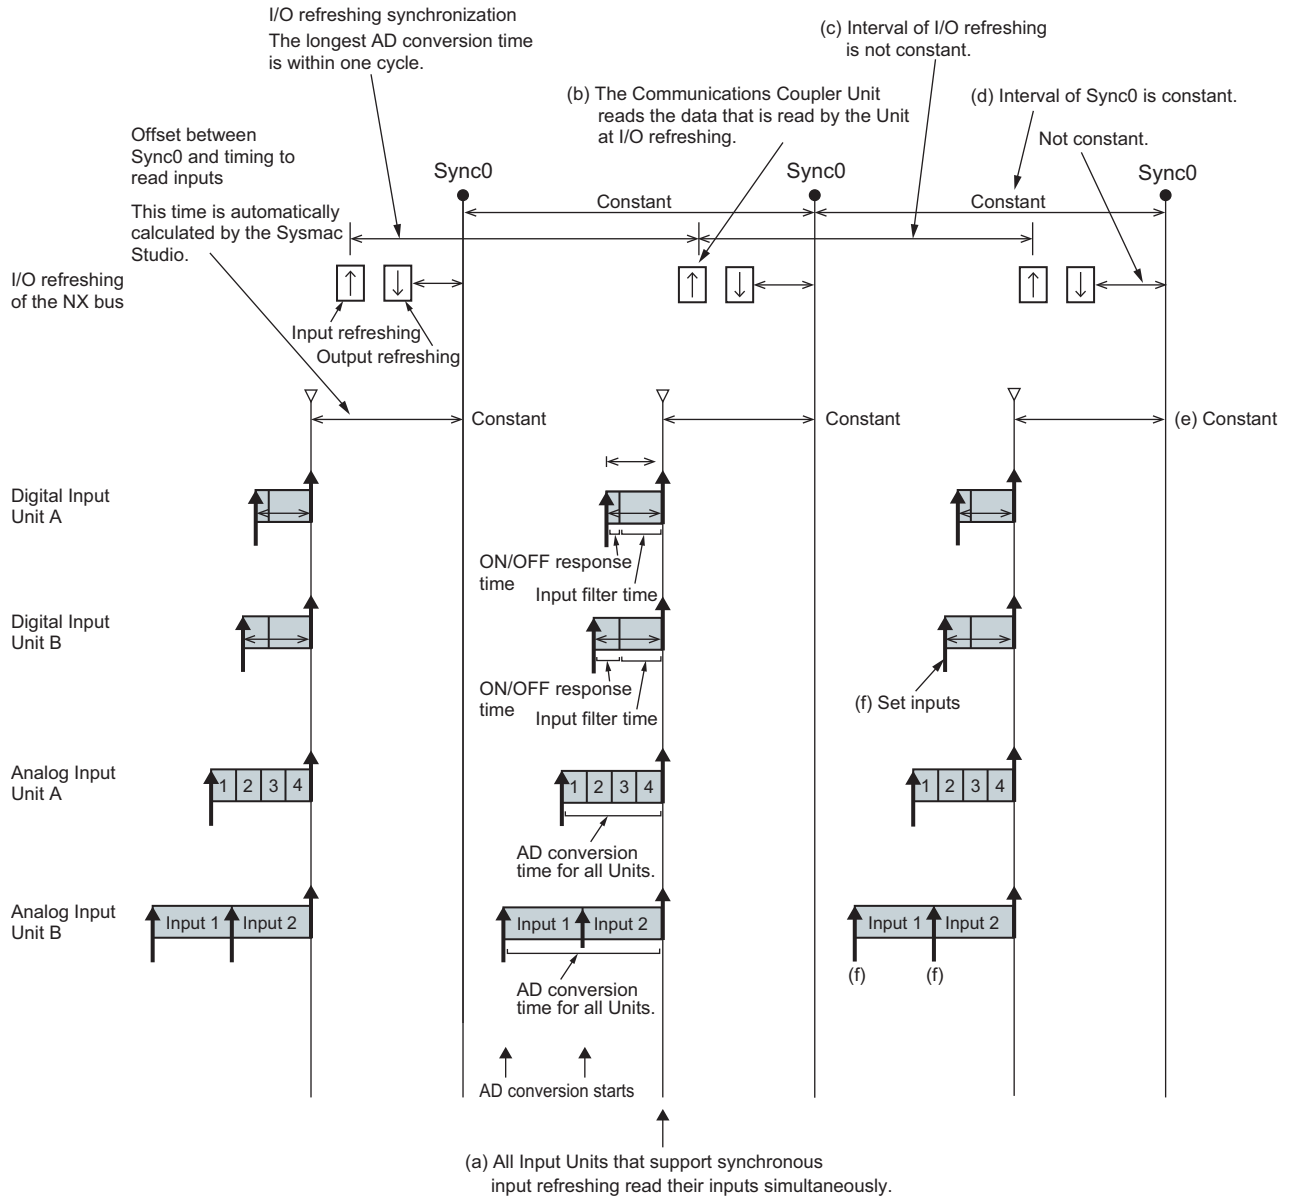 I/O refreshing synchronization
The longest AD conversion time
is within one cycle.
(c) Interval of I/O refreshing
is not constant.
(b) The Communications Coupler Unit
reads the data that is read by the Unit
at I/O refreshing.
(d) Interval of Sync0 is constant.
Not constant.
Offset between
Sync0 and timing to
read inputs
This time is automatically
calculated by the Sysmac
Studio.
Sync0
Sync0
Sync0
Constant
Constant
I/O refreshing
of the NX bus
Input refreshing
Output refreshing
Constant
Constant
(e) Constant
Digital Input
Unit A
ON/OFF response
time
Input filter time
Digital Input
Unit B
ON/OFF response
time
Input filter time
(f) Set inputs
Analog Input
Unit A
1 2 3 4
1 2 3 4
1 2 3 4
AD conversion
time for all Units.
Analog Input
Unit B
Input 1 Input 2
Input 1 Input 2
Input 1 Input 2
(f) (f)
AD conversion
time for all Units.
AD conversion starts
(a) All Input Units that support synchronous
input refreshing read their inputs simultaneously.